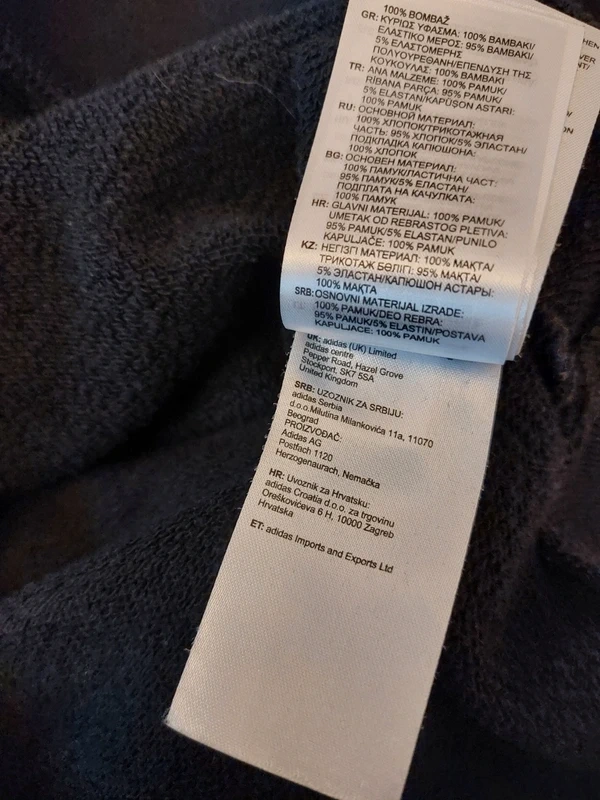 100% BOMBAŽ
GR: ΚΥΡΙΩΣ ΥΦΑΣΜΑ: 100% ΒΑΜΒΑΚΙ/
ΕΛΑΣΤΙΚΟ ΜΕΡΟΣ: 95% ΒΑΜΒΑΚΙ/
5% ΕΛΑΣΤΟΜΕΡΗΣ
ΠΟΛΥΟΥΡΕΘΑΝΗ/ΕΠΕΝΔΥΣΗ ΤΗΣ
ΚΟΥΚΟΥΛΑΣ: 100% ΒΑΜΒΑΚΙ
TR: ANA MALZEME: 100% PAMUK/
RİBANA PARÇA: 95% PAMUK/
5% ELASTAN/KAPÜŞON ASTARI:
100% PAMUK
RU: ОСНОВНОЙ МАТЕРИАЛ:
100% ХЛОПОК/ТРИКОТАЖНАЯ
ЧАСТЬ: 95% ХЛОПОК/5% ЭЛАСТАН/
ПОДКЛАДКА КАПЮШОНА:
100% ХЛОПОК
BG: ОСНОВЕН МАТЕРИАЛ:
100% ПАМУК/ЛАСТИЧНА ЧАСТ:
95% ПАМУК/5% ЕЛАСТАН/
ПОДПЛАТА НА КАЧУЛКАТА:
100% ПАМУК
HR: GLAVNI MATERIJAL: 100% PAMUK/
UMETAK OD REBRASTOG PLETIVA:
95% PAMUK/5% ELASTAN/PUNILO
KAPULJAČE: 100% PAMUK
KZ: НЕГІЗГІ МАТЕРИАЛ: 100% МАҚТА/
ТРИКОТАЖ БӨЛІГІ: 95% МАҚТА/
5% ЭЛАСТАН/КАПЮШОН АСТАРЫ:
100% МАҚТА
SRB: OSNOVNI MATERIJAL IZRADE:
100% PAMUK/DEO REBRA:
95% PAMUK/5% ELASTIN/POSTAVA
KAPULJACE: 100% PAMUK
UK: adidas (UK) Limited
adidas centre
Pepper Road, Hazel Grove
Stockport, SK7 5SA
United Kingdom
SRB: UZOZNIK ZA SRBIJU:
adidas Serbia
d.o.o.Milutina Milankovića 11a, 11070
Beograd
PROIZVOĐAČ:
Adidas AG
Postfach 1120
Herzogenaurach, Nemačka
HR: Uvoznik za Hrvatsku:
adidas Croatia d.o.o. za trgovinu
Oreškovićeva 6 H, 10000 Zagreb
Hrvatska
ET: adidas Imports and Exports Ltd